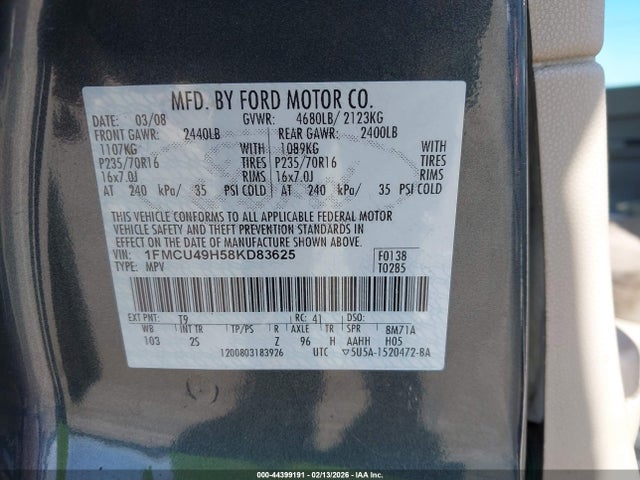 MFD. BY FORD MOTOR CO.
DATE: 03/08 GVWR: 4680LB/ 2123KG
FRONT GAWR: 2440LB REAR GAWR: 2400LB
1107KG WITH 1089KG WITH
P235/70R16 TIRES P235/70R16 TIRES
16x7.0J RIMS 16x7.0J RIMS
AT 240 kPa/ 35 PSI COLD AT 240 kPa/ 35 PSI COLD
THIS VEHICLE CONFORMS TO ALL APPLICABLE FEDERAL MOTOR
VEHICLE SAFETY AND THEFT PREVENTION STANDARDS IN
EFFECT ON THE DATE OF MANUFACTURE SHOWN ABOVE.
VIN: 1FMCU49H58KD83625 F0138
TYPE: MPV T0285
EXT PNT: T9 RC: 41 DSO:
WB INT TR TP/PS R AXLE TR SPR 8M71A
103 2S Z 96 H AAHH H05
1200803183926 UTC ▽5U5A-1520472-BA
000-44399191 - 02/13/2026 - IAA Inc.